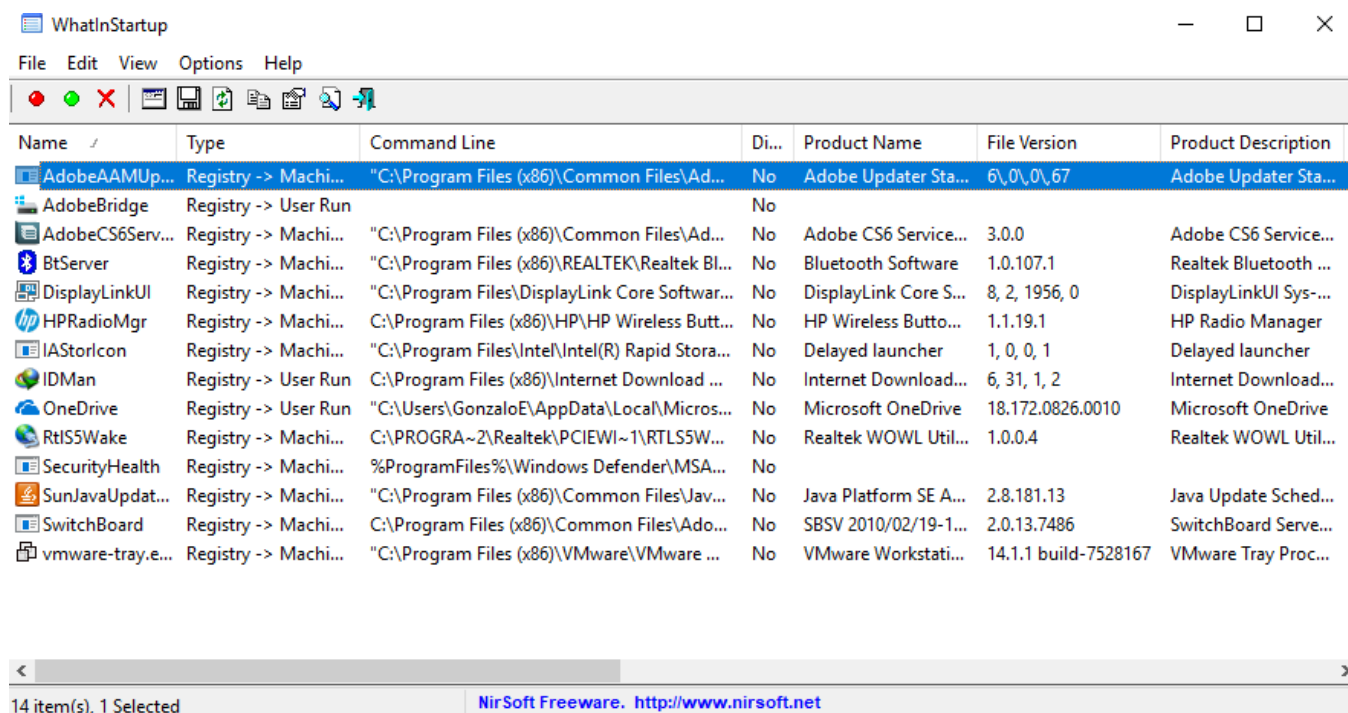 WhatInStartup
File Edit View Options Help
Name Type Command Line Di... Product Name File Version Product Description
AdobeAAMUp... Registry -> Machi... "C:\Program Files (x86)\Common Files\Ad... No Adobe Updater Sta... 6\,0\,0\,67 Adobe Updater Sta...
AdobeBridge Registry -> User Run No
AdobeCS6Serv... Registry -> Machi... "C:\Program Files (x86)\Common Files\Ad... No Adobe CS6 Service... 3.0.0 Adobe CS6 Service...
BtServer Registry -> Machi... "C:\Program Files (x86)\REALTEK\Realtek Bl... No Bluetooth Software 1.0.107.1 Realtek Bluetooth ...
DisplayLinkUI Registry -> Machi... "C:\Program Files\DisplayLink Core Softwar... No DisplayLink Core S... 8, 2, 1956, 0 DisplayLinkUI Sys-...
hp HPRadioMgr Registry -> Machi... C:\Program Files (x86)\HP\HP Wireless Butt... No HP Wireless Butto... 1.1.19.1 HP Radio Manager
IAStorIcon Registry -> Machi... "C:\Program Files\Intel\Intel(R) Rapid Stora... No Delayed launcher 1, 0, 0, 1 Delayed launcher
IDMan Registry -> User Run C:\Program Files (x86)\Internet Download ... No Internet Download... 6, 31, 1, 2 Internet Download...
OneDrive Registry -> User Run "C:\Users\GonzaloE\AppData\Local\Micros... No Microsoft OneDrive 18.172.0826.0010 Microsoft OneDrive
RtlS5Wake Registry -> Machi... C:\PROGRA~2\Realtek\PCIEWI~1\RTLS5W... No Realtek WOWL Util... 1.0.0.4 Realtek WOWL Util...
SecurityHealth Registry -> Machi... %ProgramFiles%\Windows Defender\MSA... No
SunJavaUpdat... Registry -> Machi... "C:\Program Files (x86)\Common Files\Jav... No Java Platform SE A... 2.8.181.13 Java Update Sched...
SwitchBoard Registry -> Machi... C:\Program Files (x86)\Common Files\Ado... No SBSV 2010/02/19-1... 2.0.13.7486 SwitchBoard Serve...
vmware-tray.e... Registry -> Machi... "C:\Program Files (x86)\VMware\VMware ... No VMware Workstati... 14.1.1 build-7528167 VMware Tray Proc...
14 item(s), 1 Selected NirSoft Freeware. http://www.nirsoft.net